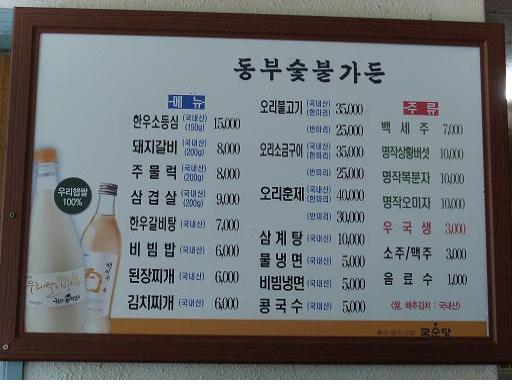 동부숯불가든
메뉴
한우소등심 (국내산) (150g) 15,000
돼지갈비 (국내산) (200g) 8,000
주물럭 (국내산) (200g) 8,000
삼겹살 (국내산) (200g) 9,000
한우갈비탕 (국내산) 7,000
비빔밥 (국내산) 6,000
된장찌개 (국내산) 6,000
김치찌개 (국내산) 6,000
오리불고기 (국내산) (한마리) 35,000
(반마리) 25,000
오리소금구이 (국내산) (한마리) 35,000
(반마리) 25,000
오리훈제 (국내산) (한마리) 40,000
(반마리) 30,000
삼계탕 (국내산) 10,000
물냉면 (국내산) 5,000
비빔냉면 (국내산) 5,000
콩국수 (국내산) 5,000
주류
백세주 7,000
명작상황버섯 10,000
명작복분자 10,000
명작오미자 10,000
우국생 3,000
소주/맥주 3,000
음료수 1,000
(쌀, 배추김치 : 국내산)
우리햅쌀
100%
국순당